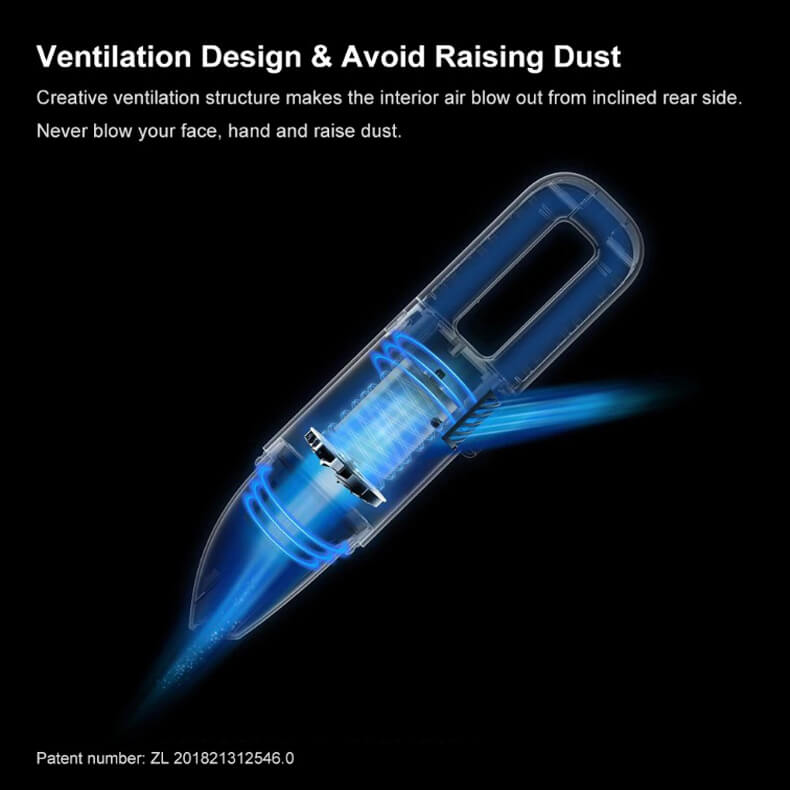 Ventilation Design & Avoid Raising Dust
Creative ventilation structure makes the interior air blow out from inclined rear side.
Never blow your face, hand and raise dust.
Patent number: ZL 201821312546.0